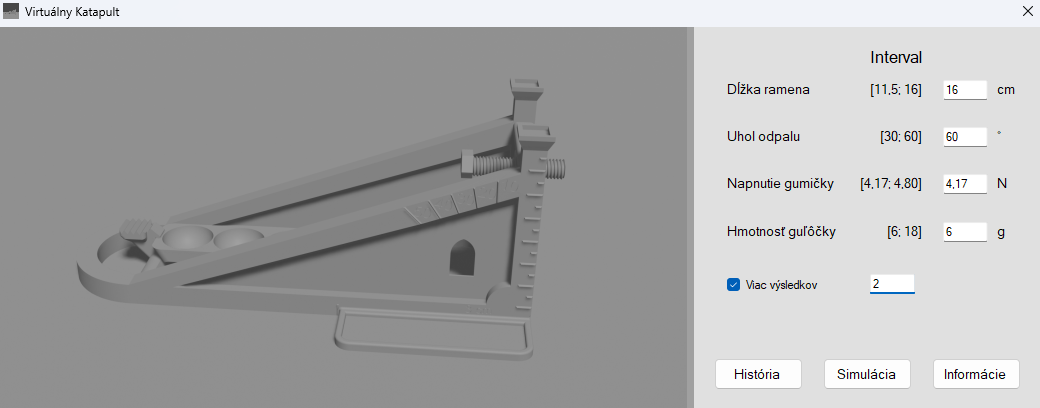 Virtuálny Katapult
Interval
Dĺžka ramena [11,5; 16] 16 cm
Uhol odpalu [30; 60] 60 °
Napnutie gumičky [4,17; 4,80] 4,17 N
Hmotnosť guľôčky [6; 18] 6 g
Viac výsledkov 2
História Simulácia Informácie